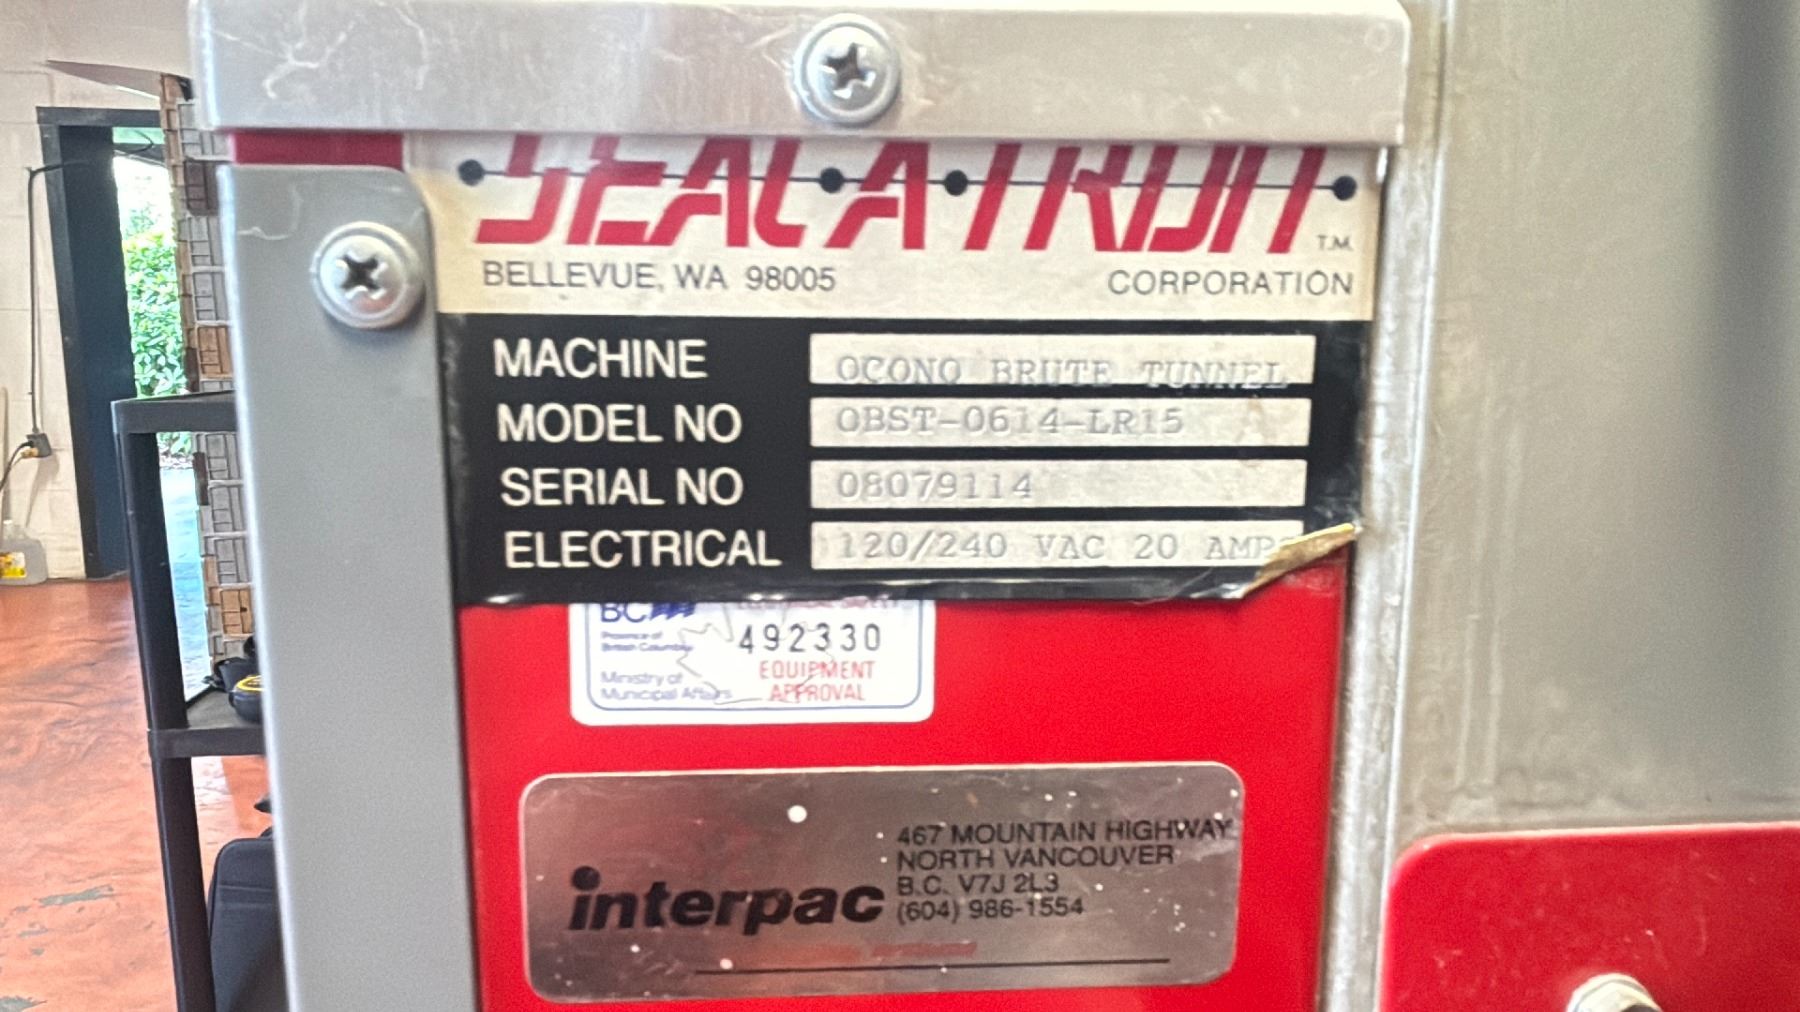 SEALATRON T.M.
BELLEVUE, WA 98005 CORPORATION
MACHINE OCONO BRUTE TUNNEL
MODEL NO OBST-0614-LR15
SERIAL NO 08079114
ELECTRICAL 120/240 VAC 20 AMPS
BC ELECTRICAL SAFETY
Province of
British Columbia
492330
EQUIPMENT
APPROVAL
Ministry of
Municipal Affairs
interpac
467 MOUNTAIN HIGHWAY
NORTH VANCOUVER
B.C. V7J 2L3
(604) 986-1554